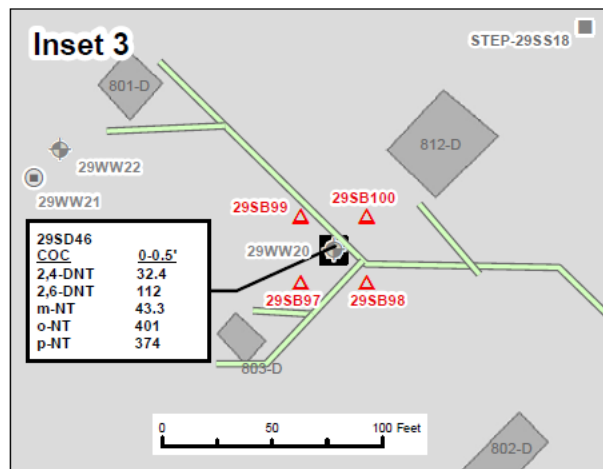 Inset 3
STEP-29SS18
801-D
812-D
29WW22
29WW21
29SB99
29SB100
29WW20
29SD46
COC 0-0.5'
2,4-DNT 32.4
2,6-DNT 112
m-NT 43.3
o-NT 401
p-NT 374
29SB97
29SB98
803-D
0 50 100 Feet
802-D